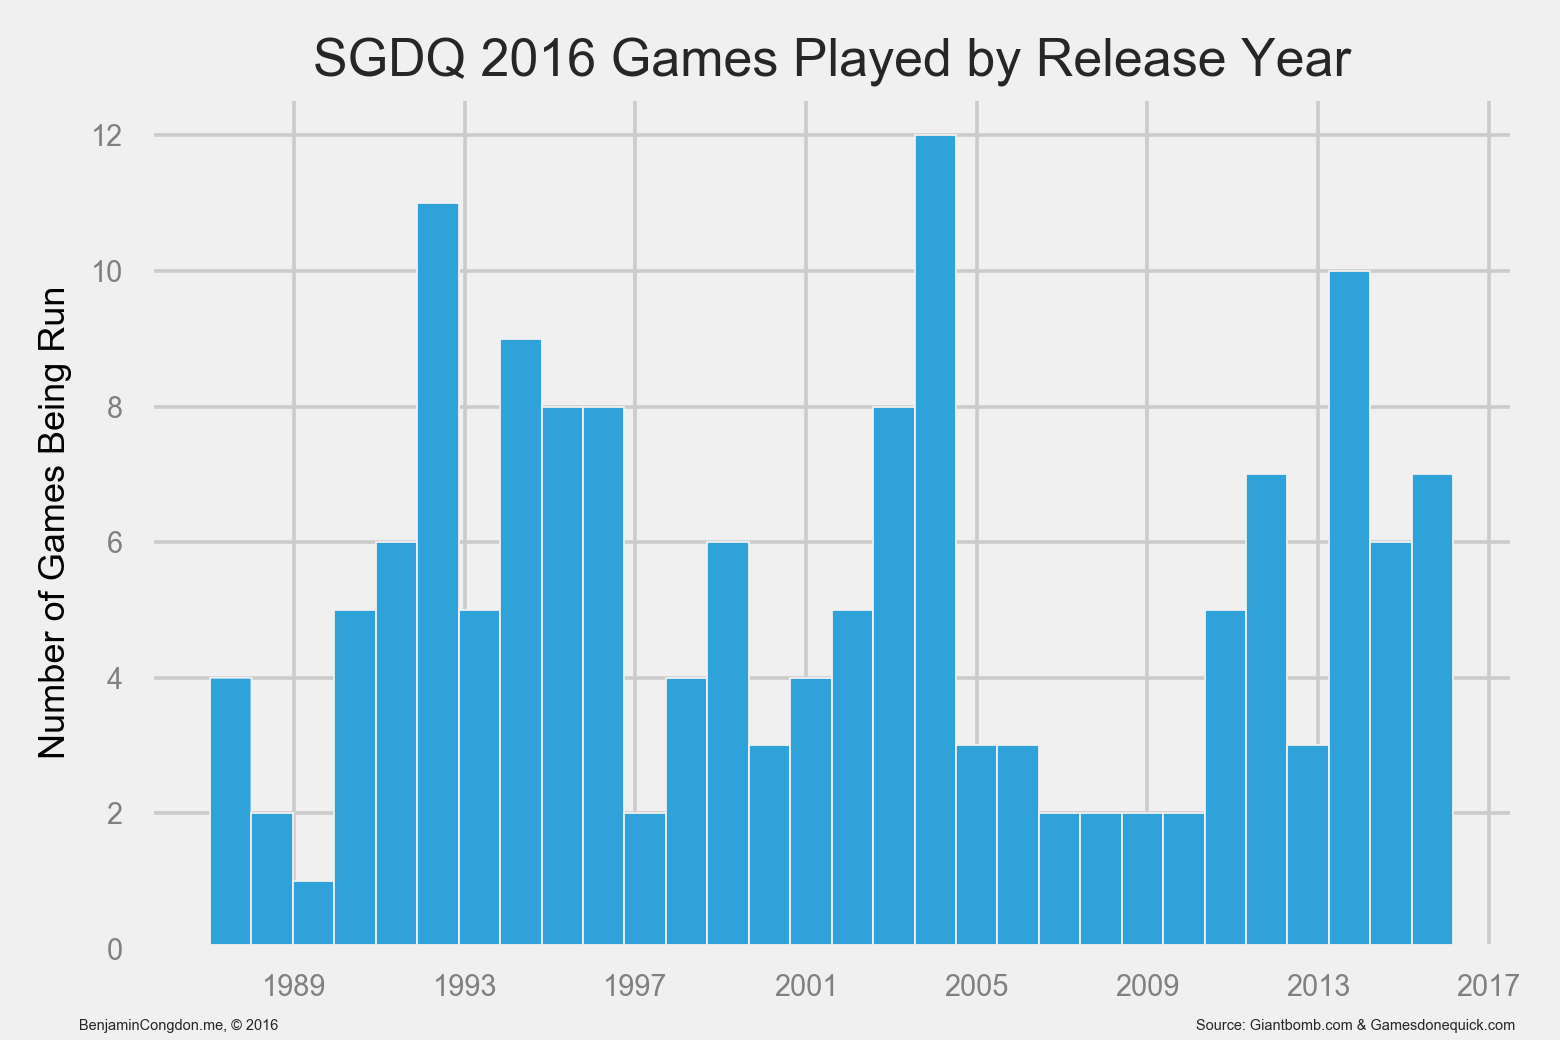 SGDQ 2016 Games Played by Release Year
Number of Games Being Run
12
10
8
6
4
2
0
1989 1993 1997 2001 2005 2009 2013 2017
BenjaminCongdon.me, © 2016 Source: Giantbomb.com & Gamesdonequick.com